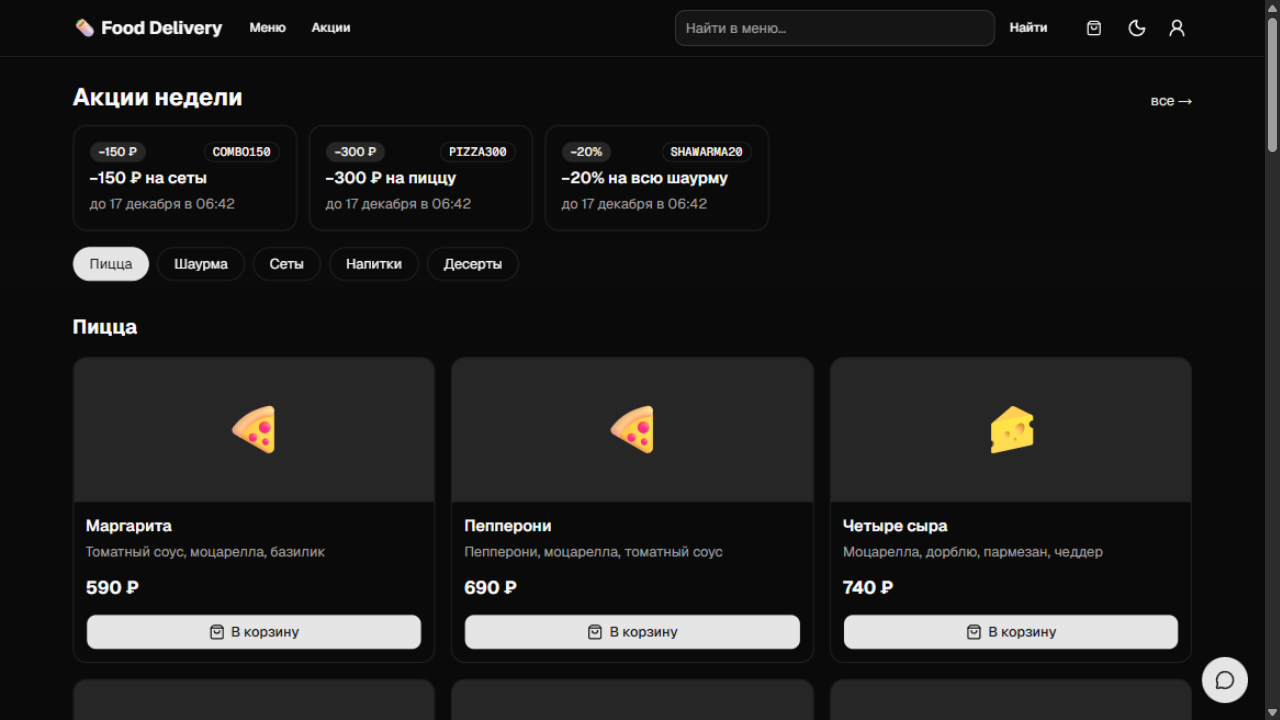 Food Delivery Меню Акции Найти в меню... Найти
Акции недели
все →
−150 ₽ COMBO150
−150 ₽ на сеты
до 17 декабря в 06:42
−300 ₽ PIZZA300
−300 ₽ на пиццу
до 17 декабря в 06:42
−20% SHAWARMA20
−20% на всю шаурму
до 17 декабря в 06:42
Пицца Шаурма Сеты Напитки Десерты
Пицца
Маргарита
Томатный соус, моцарелла, базилик
590 ₽
В корзину
Пепперони
Пепперони, моцарелла, томатный соус
690 ₽
В корзину
Четыре сыра
Моцарелла, дорблю, пармезан, чеддер
740 ₽
В корзину